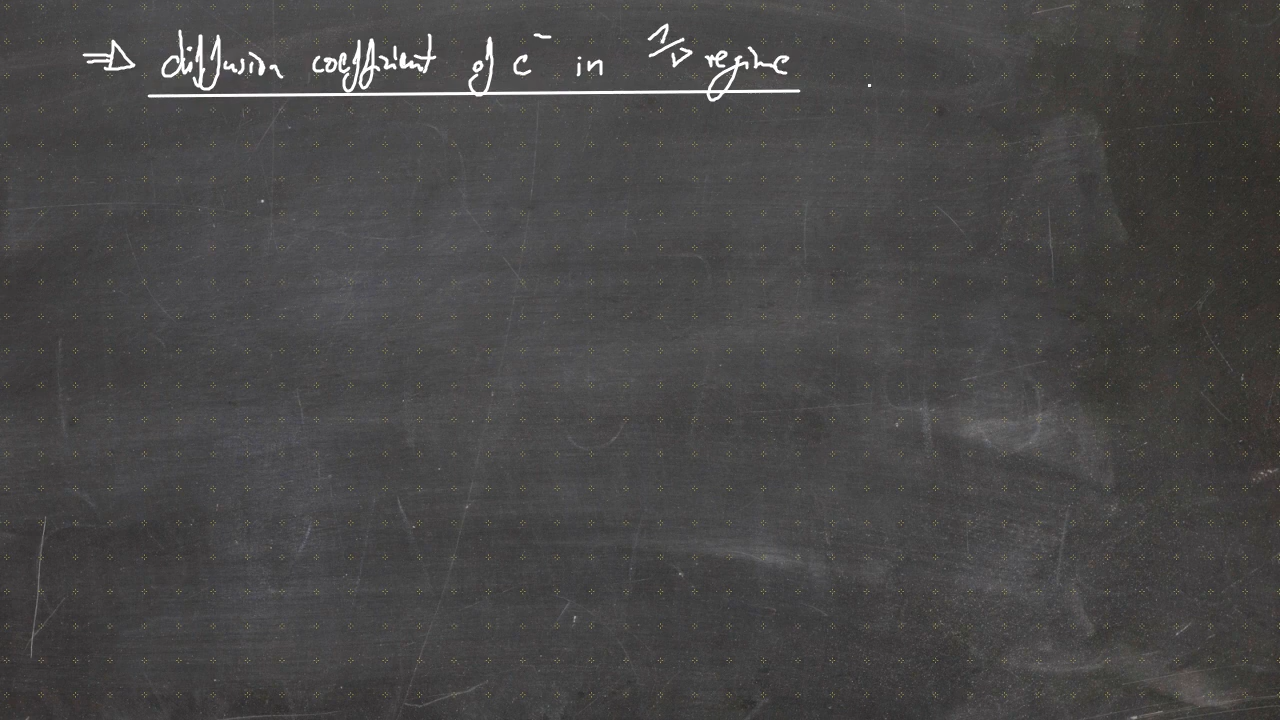 ⇒ diffusion coefficient of e⁻ in 1/ν regime